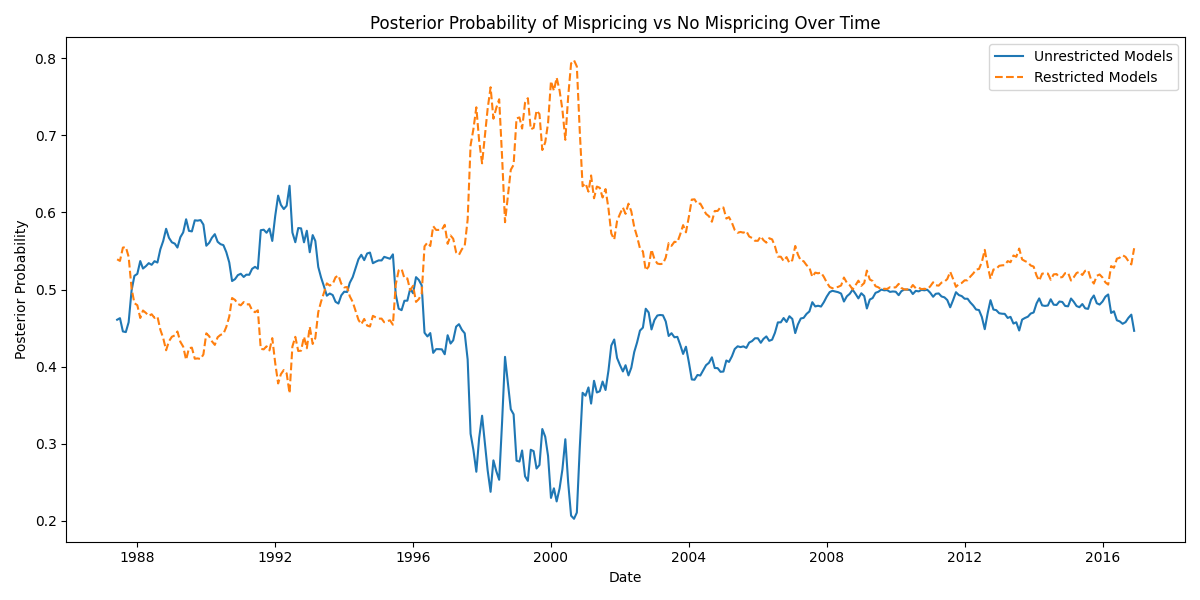 Posterior Probability of Mispricing vs No Mispricing Over Time
Unrestricted Models
Restricted Models
Posterior Probability
0.8
0.7
0.6
0.5
0.4
0.3
0.2
1988 1992 1996 2000 2004 2008 2012 2016
Date